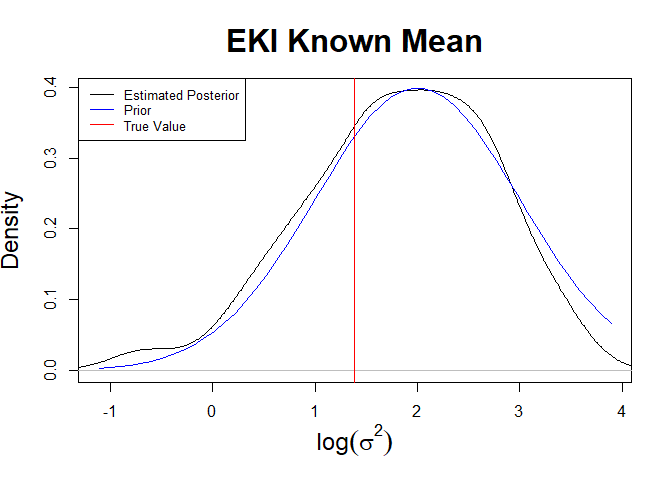 EKI Known Mean
Estimated Posterior
Prior
True Value
Density
0.4
0.3
0.2
0.1
0.0
-1 0 1 2 3 4
log(σ²)